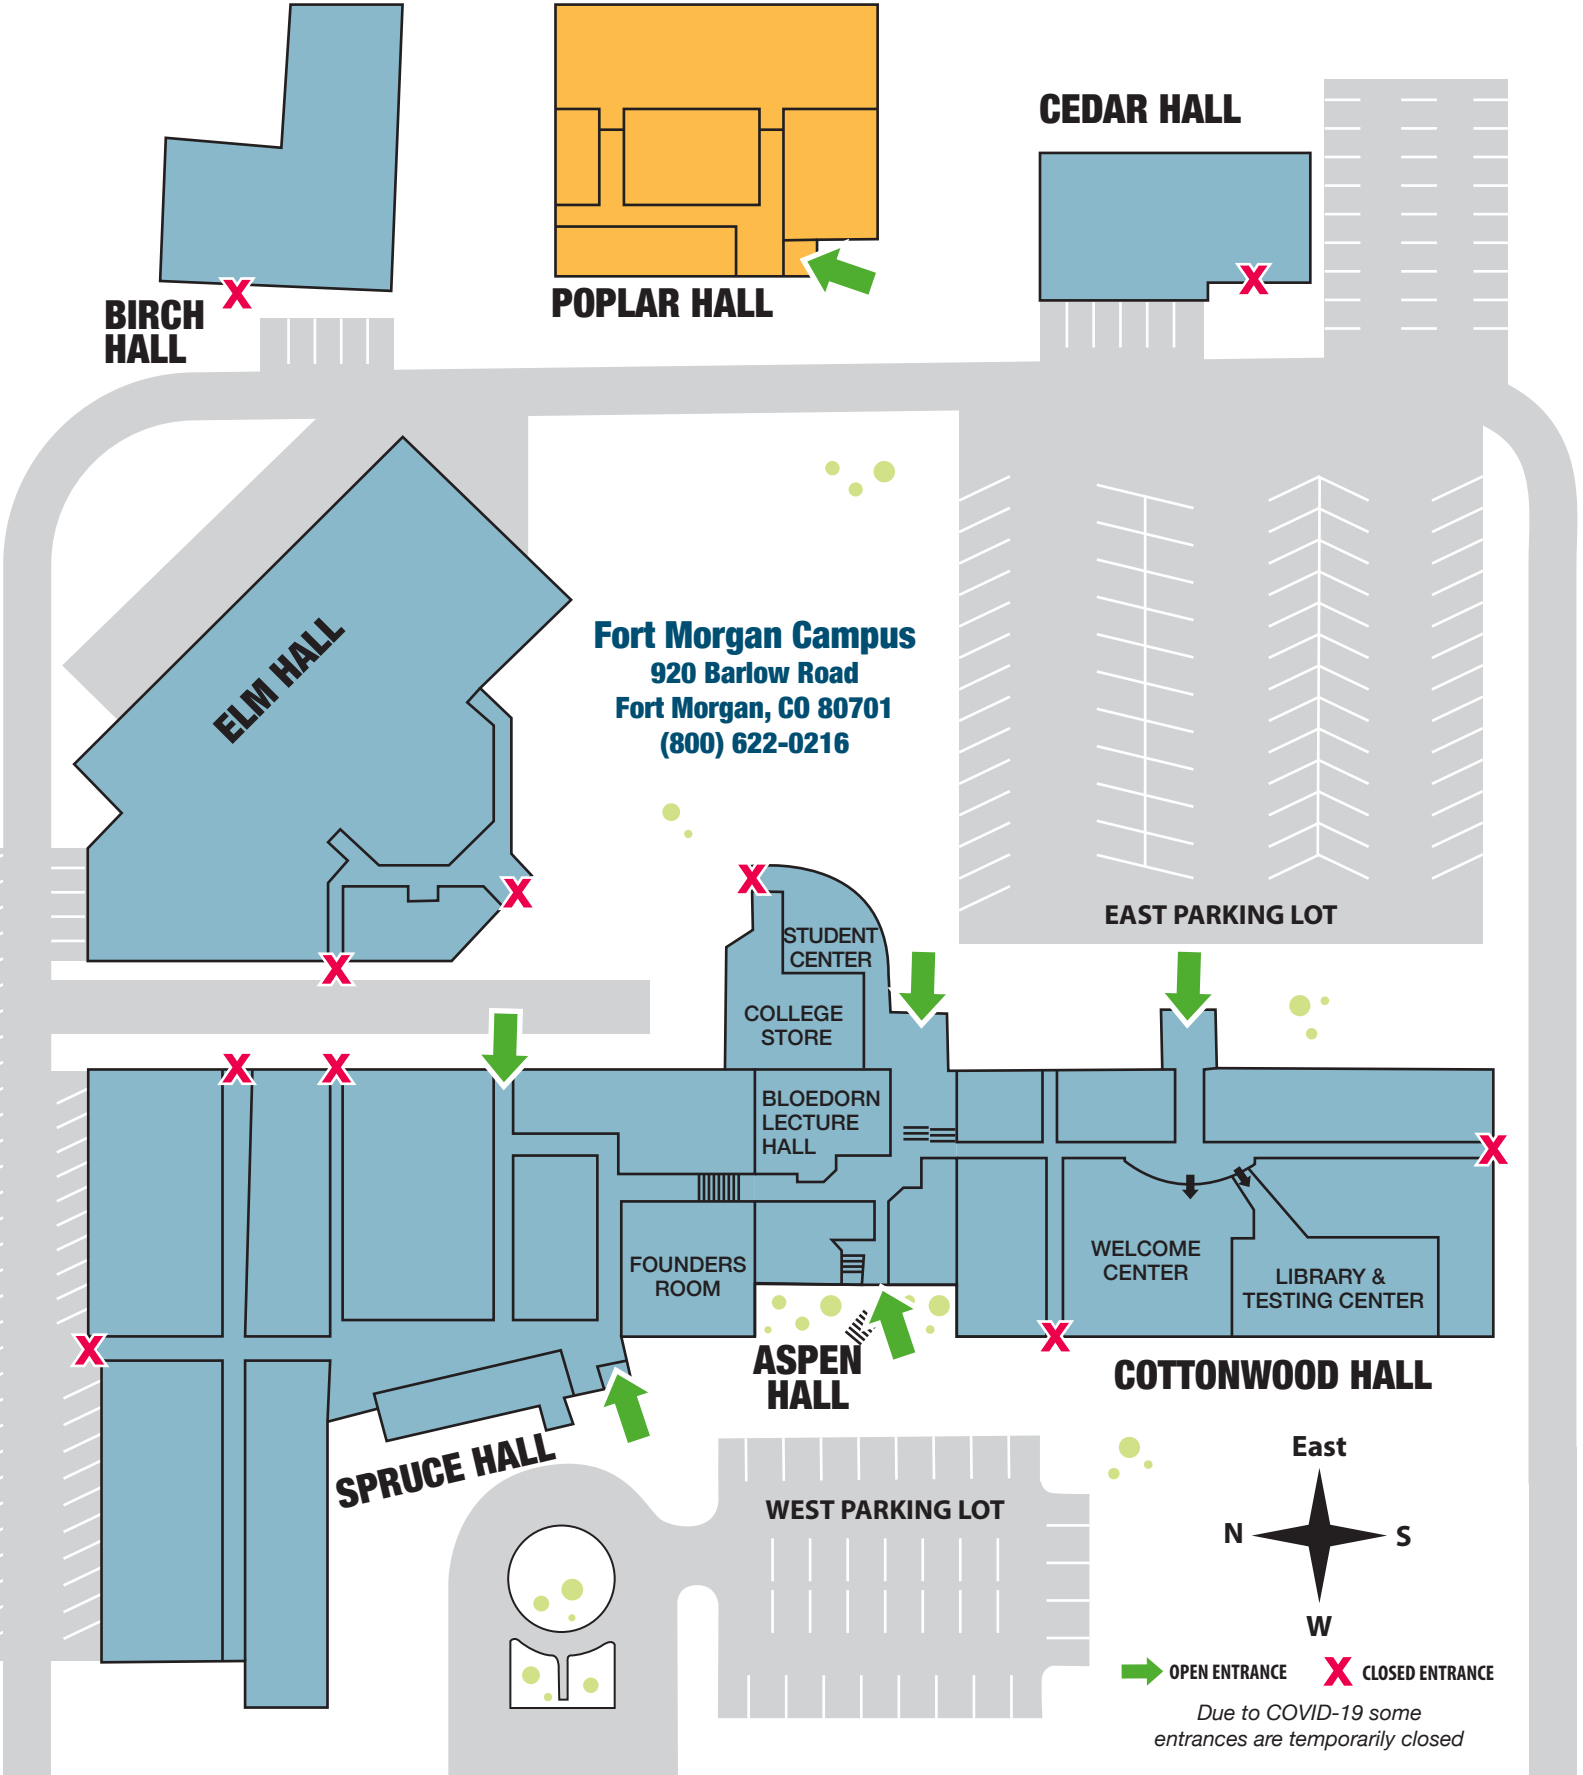 CEDAR HALL
BIRCH
HALL
POPLAR HALL
ELM HALL
Fort Morgan Campus
920 Barlow Road
Fort Morgan, CO 80701
(800) 622-0216
EAST PARKING LOT
STUDENT
CENTER
COLLEGE
STORE
BLOEDORN
LECTURE
HALL
FOUNDERS
ROOM
WELCOME
CENTER
LIBRARY &
TESTING CENTER
ASPEN
HALL
COTTONWOOD HALL
SPRUCE HALL
WEST PARKING LOT
East
N
S
W
OPEN ENTRANCE
X CLOSED ENTRANCE
Due to COVID-19 some
entrances are temporarily closed